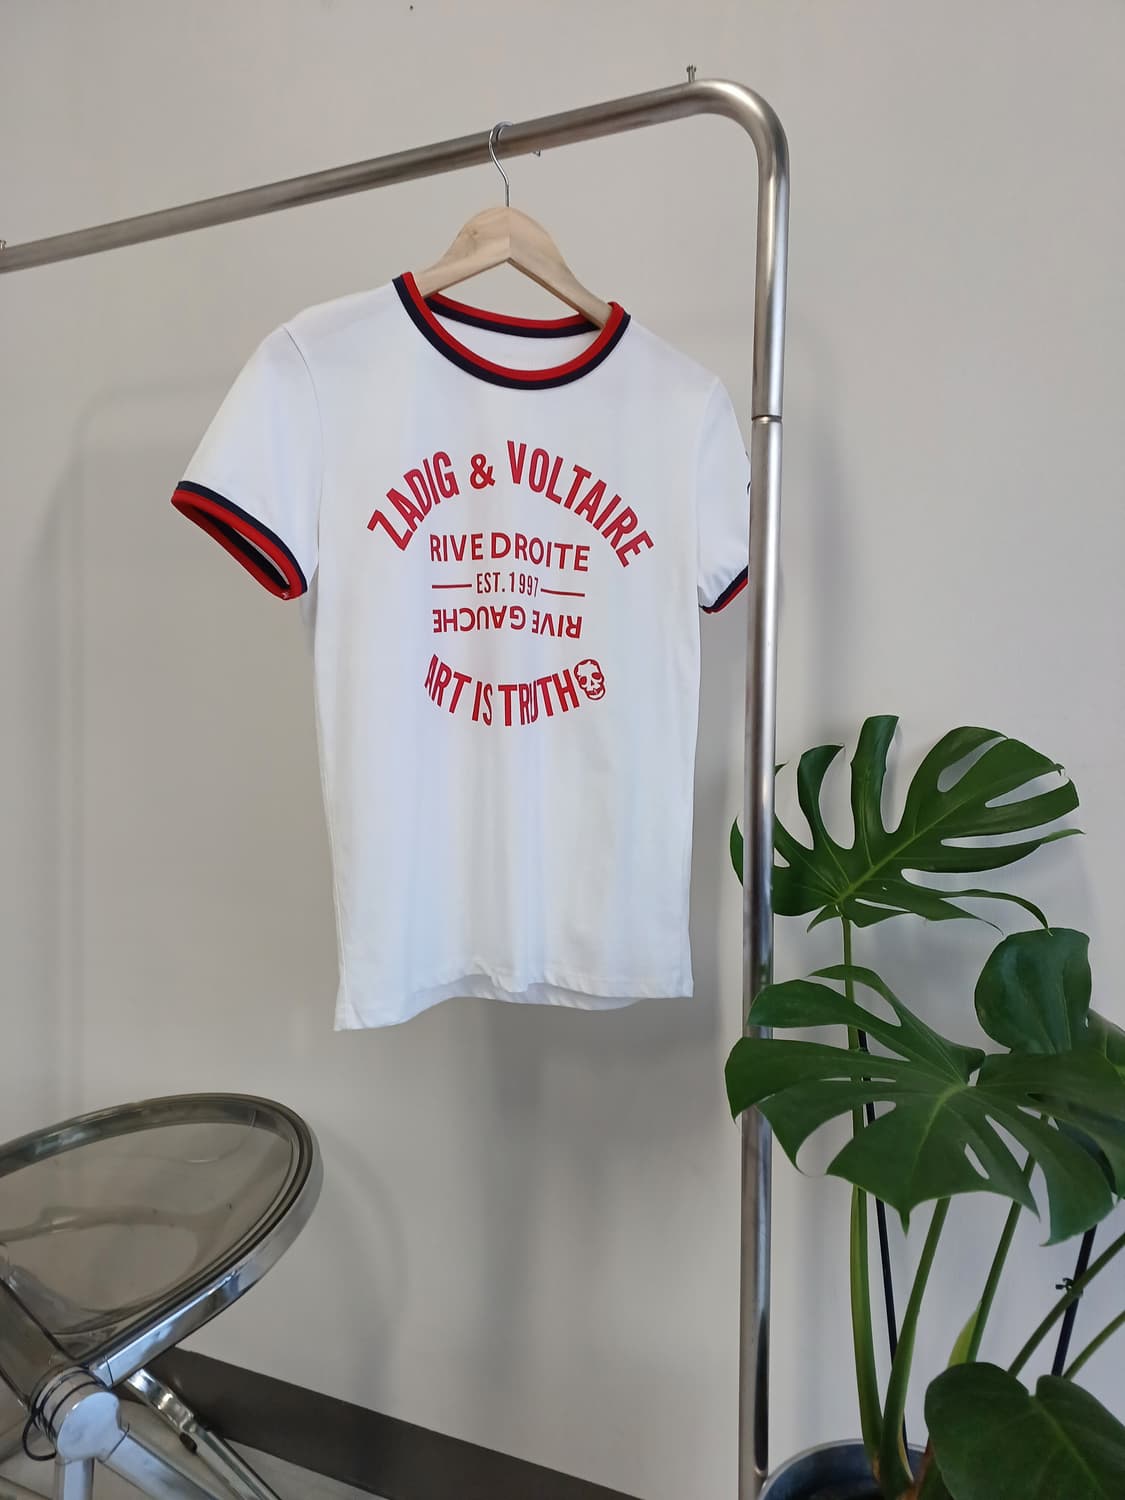 ZADIG & VOLTAIRE
RIVE DROITE
EST. 1997
RIVE GAUCHE
ART IS TRUTH